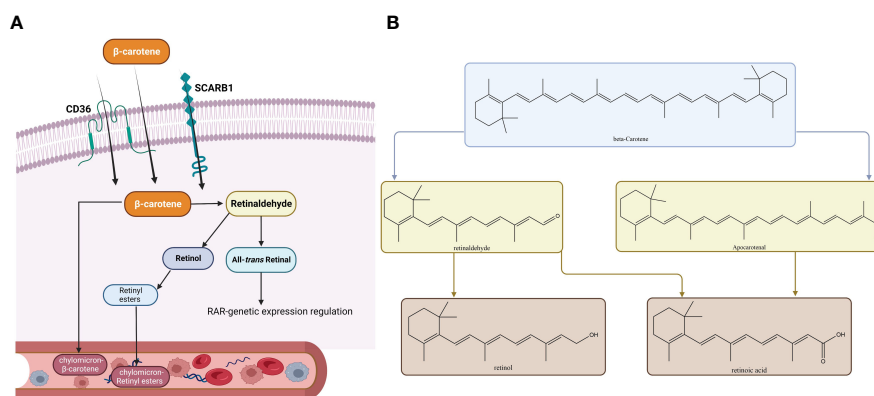 A
β-carotene
CD36
SCARB1
β-carotene
Retinaldehyde
Retinol
All-trans Retinal
Retinyl
esters
RAR-genetic expression regulation
chylomicron-
β-carotene
chylomicron-
Retinyl esters
B
beta-Carotene
O
retinaldehyde
Apocarotenal
OH
retinol
OH
O
retinoic acid